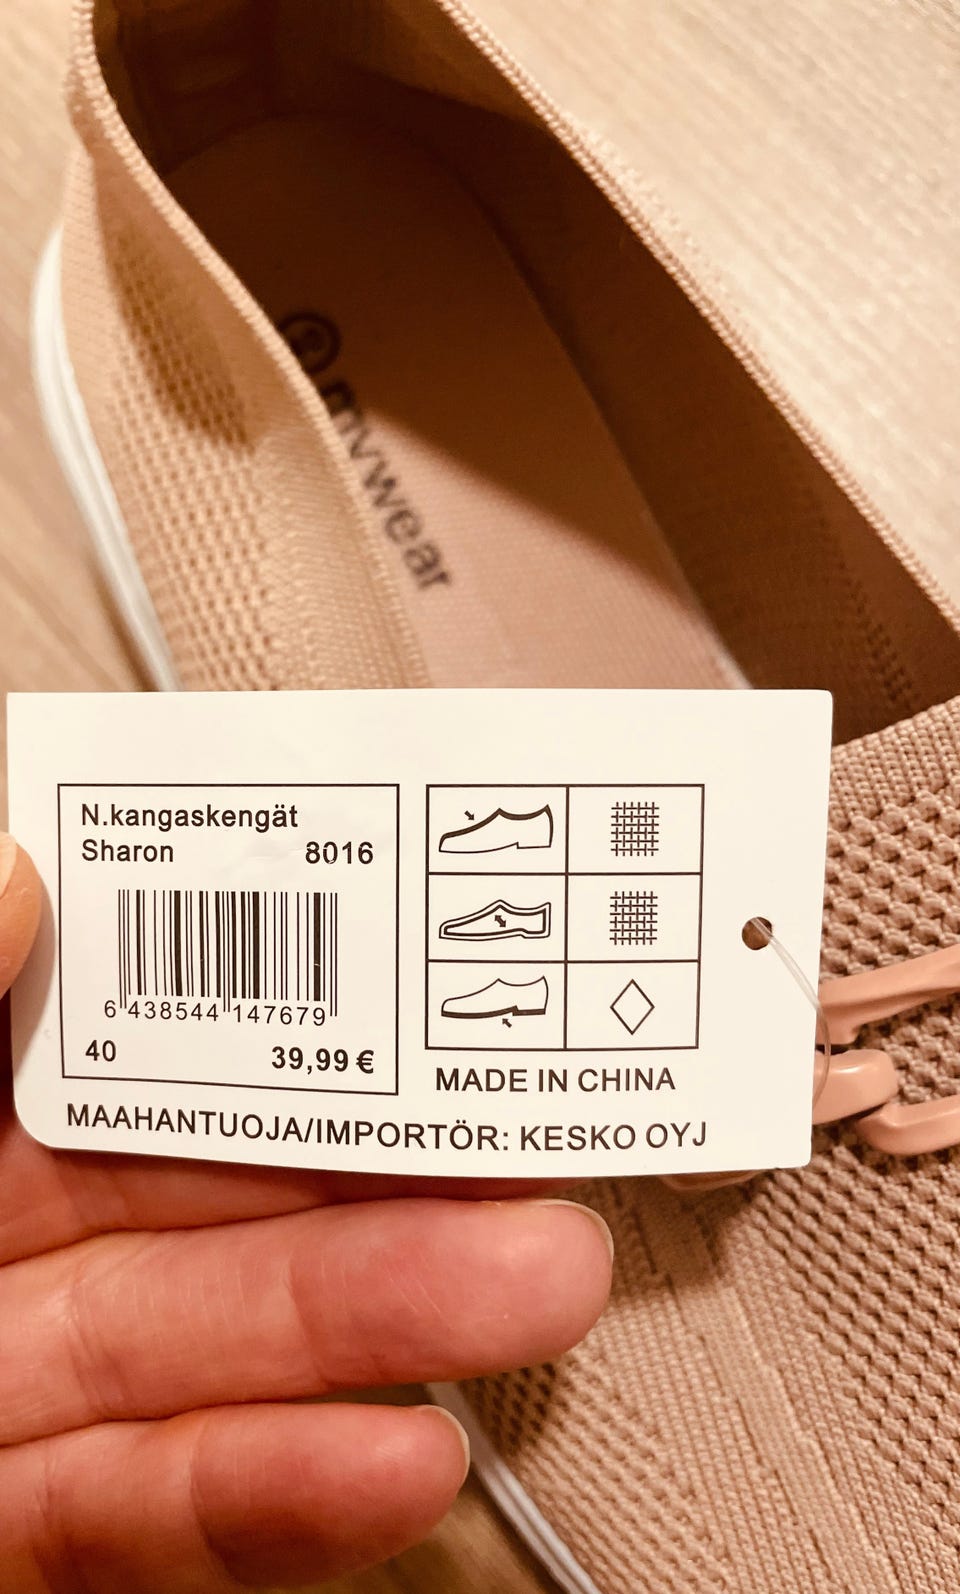 mywear
N.kangaskengät
Sharon 8016
6 438544 147679
40 39,99 €
MADE IN CHINA
MAAHANTUOJA/IMPORTÖR: KESKO OYJ